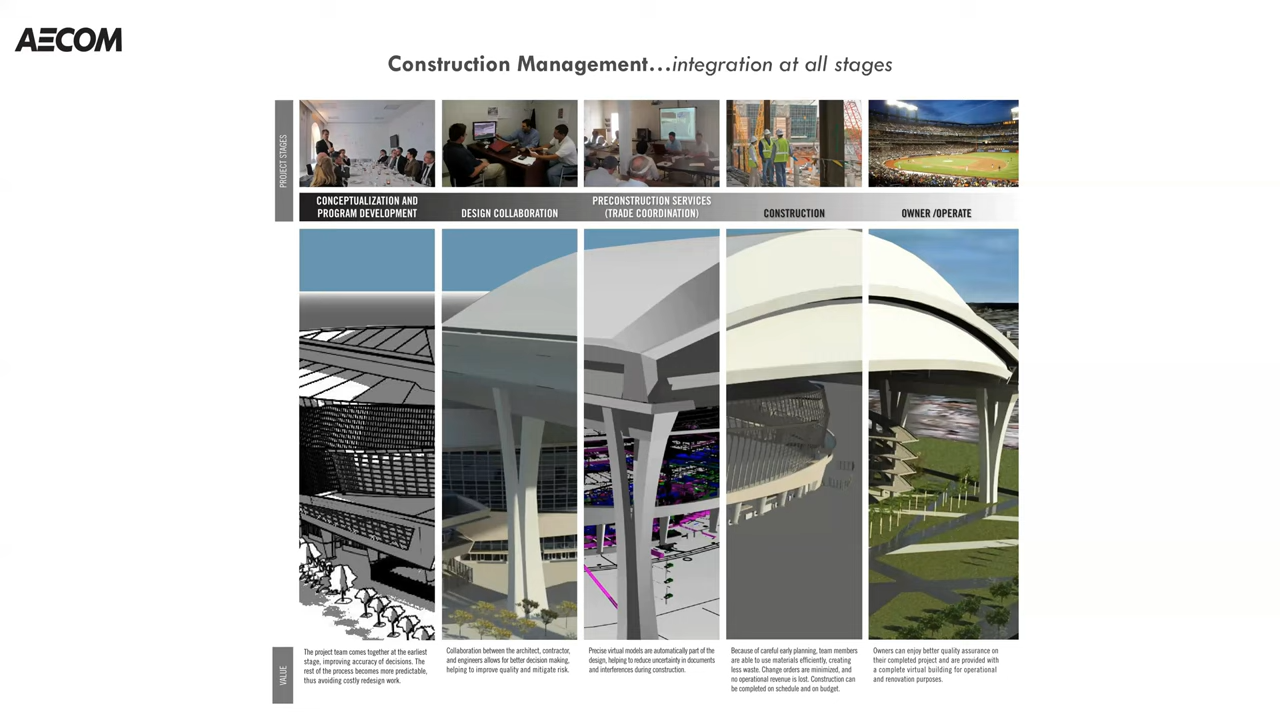 AECOM
Construction Management...integration at all stages
PROJECT STAGES
CONCEPTUALIZATION AND
PROGRAM DEVELOPMENT
DESIGN COLLABORATION
PRECONSTRUCTION SERVICES
(TRADE COORDINATION)
CONSTRUCTION
OWNER /OPERATE
VALUE
The project team comes together at the earliest
stage, improving accuracy of decisions. The
rest of the process becomes more predictable,
thus avoiding costly redesign work.
Collaboration between the architect, contractor,
and engineers allows for better decision making,
helping to improve quality and mitigate risk.
Precise virtual models are automatically part of the
design, helping to reduce uncertainty in documents
and interferences during construction.
Because of careful early planning, team members
are able to use materials efficiently, creating
less waste. Change orders are minimized, and
no operational revenue is lost. Construction can
be completed on schedule and on budget.
Owners can enjoy better quality assurance on
their completed project and are provided with
a complete virtual building for operational
and renovation purposes.